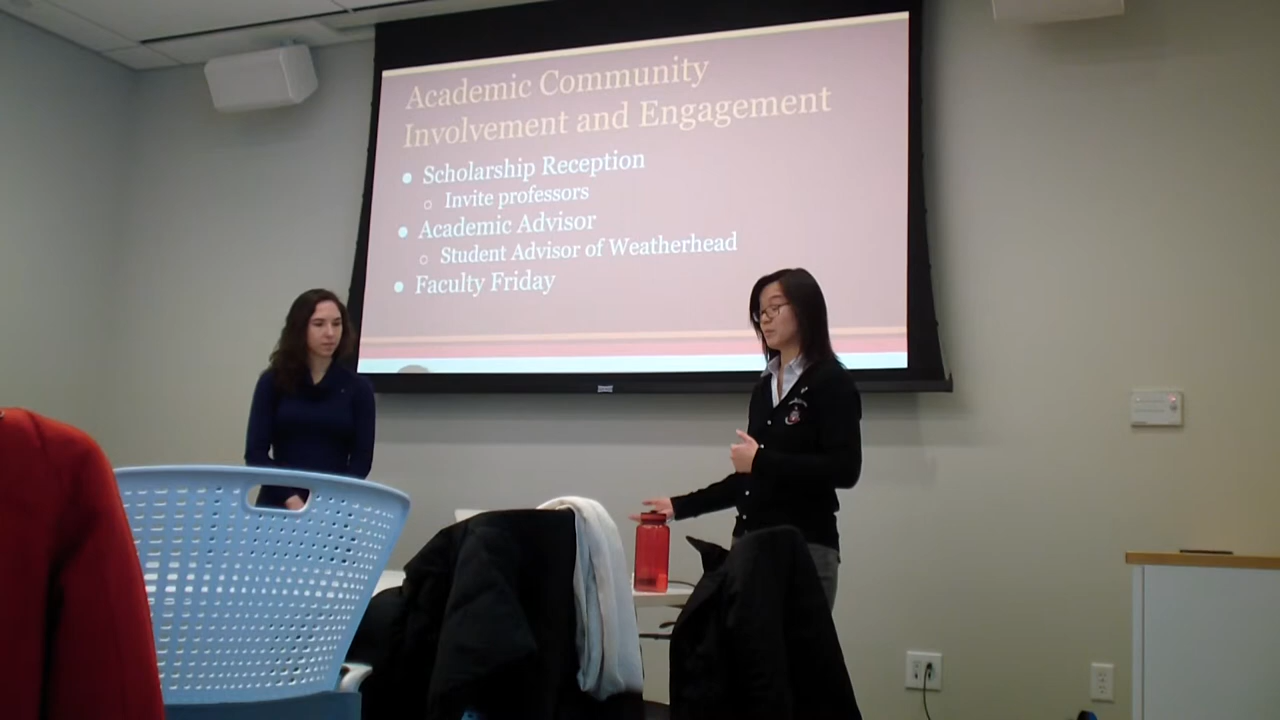 Academic Community
Involvement and Engagement
● Scholarship Reception
○ Invite professors
● Academic Advisor
○ Student Advisor of Weatherhead
● Faculty Friday